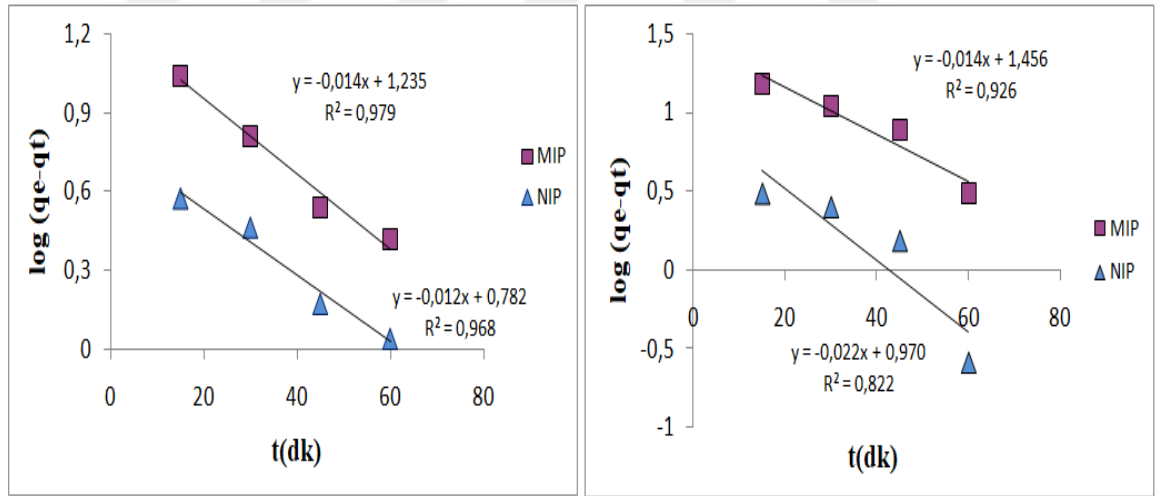 1,2
0,9
0,6
0,3
0
0
20
40
60
80
log (qe-qt)
t(dk)
y = -0,014x + 1,235
R² = 0,979
y = -0,012x + 0,782
R² = 0,968
MIP
NIP
1,5
1
0,5
0
-0,5
-1
0
20
40
60
80
log (qe-qt)
t(dk)
y = -0,014x + 1,456
R² = 0,926
y = -0,022x + 0,970
R² = 0,822
MIP
NIP